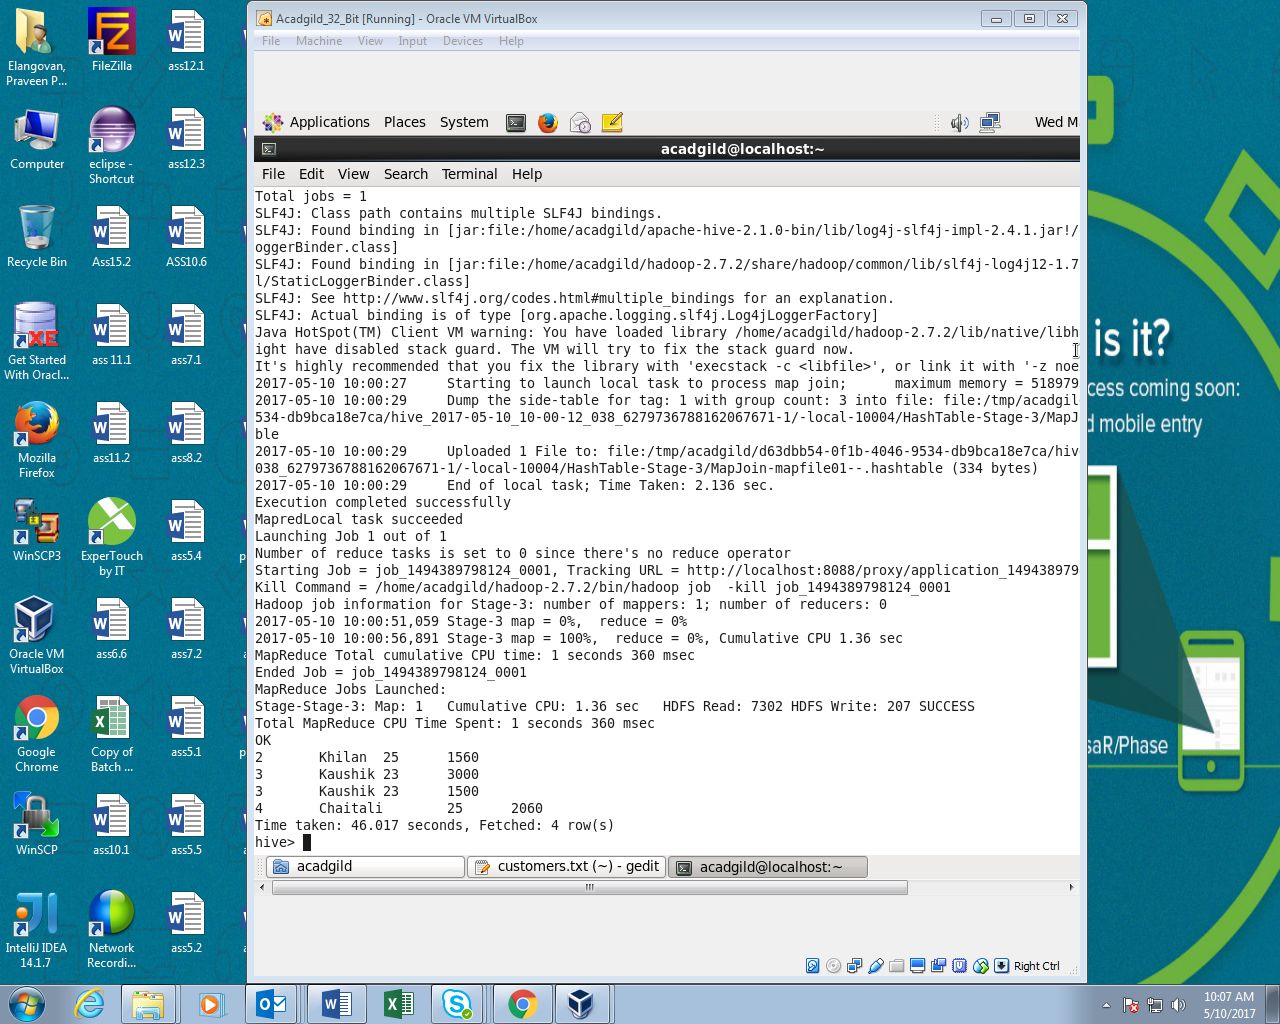 Acadgild_32_Bit [Running] - Oracle VM VirtualBox
File Machine View Input Devices Help
Applications Places System Wed M
acadgild@localhost:~
File Edit View Search Terminal Help
Total jobs = 1
SLF4J: Class path contains multiple SLF4J bindings.
SLF4J: Found binding in [jar:file:/home/acadgild/apache-hive-2.1.0-bin/lib/log4j-slf4j-impl-2.4.1.jar!/
oggerBinder.class]
SLF4J: Found binding in [jar:file:/home/acadgild/hadoop-2.7.2/share/hadoop/common/lib/slf4j-log4j12-1.7
l/StaticLoggerBinder.class]
SLF4J: See http://www.slf4j.org/codes.html#multiple_bindings for an explanation.
SLF4J: Actual binding is of type [org.apache.logging.slf4j.Log4jLoggerFactory]
Java HotSpot(TM) Client VM warning: You have loaded library /home/acadgild/hadoop-2.7.2/lib/native/libh
ight have disabled stack guard. The VM will try to fix the stack guard now.
It's highly recommended that you fix the library with 'execstack -c <libfile>', or link it with '-z noe
2017-05-10 10:00:27 Starting to launch local task to process map join; maximum memory = 518979
2017-05-10 10:00:29 Dump the side-table for tag: 1 with group count: 3 into file: file:/tmp/acadgil
534-db9bca18e7ca/hive_2017-05-10_10-00-12_038_6279736788162067671-1/-local-10004/HashTable-Stage-3/MapJ
ble
2017-05-10 10:00:29 Uploaded 1 File to: file:/tmp/acadgild/d63dbb54-0f1b-4046-9534-db9bca18e7ca/hiv
038_6279736788162067671-1/-local-10004/HashTable-Stage-3/MapJoin-mapfile01--.hashtable (334 bytes)
2017-05-10 10:00:29 End of local task; Time Taken: 2.136 sec.
Execution completed successfully
MapredLocal task succeeded
Launching Job 1 out of 1
Number of reduce tasks is set to 0 since there's no reduce operator
Starting Job = job_1494389798124_0001, Tracking URL = http://localhost:8088/proxy/application_149438979
Kill Command = /home/acadgild/hadoop-2.7.2/bin/hadoop job -kill job_1494389798124_0001
Hadoop job information for Stage-3: number of mappers: 1; number of reducers: 0
2017-05-10 10:00:51,059 Stage-3 map = 0%, reduce = 0%
2017-05-10 10:00:56,891 Stage-3 map = 100%, reduce = 0%, Cumulative CPU 1.36 sec
MapReduce Total cumulative CPU time: 1 seconds 360 msec
Ended Job = job_1494389798124_0001
MapReduce Jobs Launched:
Stage-Stage-3: Map: 1 Cumulative CPU: 1.36 sec HDFS Read: 7302 HDFS Write: 207 SUCCESS
Total MapReduce CPU Time Spent: 1 seconds 360 msec
OK
2 Khilan 25 1560
3 Kaushik 23 3000
3 Kaushik 23 1500
4 Chaitali 25 2060
Time taken: 46.017 seconds, Fetched: 4 row(s)
hive>
acadgild
customers.txt (~) - gedit
acadgild@localhost:~
Right Ctrl
Elangovan,
Praveen P...
FileZilla
ass12.1
Computer
eclipse -
Shortcut
ass12.3
Recycle Bin
Ass15.2
ASS10.6
XE
Get Started
With Oracl...
ass 11.1
ass7.1
Mozilla
Firefox
ass11.2
ass8.2
WinSCP3
ExperTouch
by IT
ass5.4
Oracle VM
VirtualBox
ass6.6
ass7.2
Google
Chrome
Copy of
Batch ...
ass5.1
WinSCP
ass10.1
ass5.5
IntelliJ IDEA
14.1.7
Network
Recordi...
ass5.2
is it?
cess coming soon:
d mobile entry
saR/Phase
10:07 AM
5/10/2017